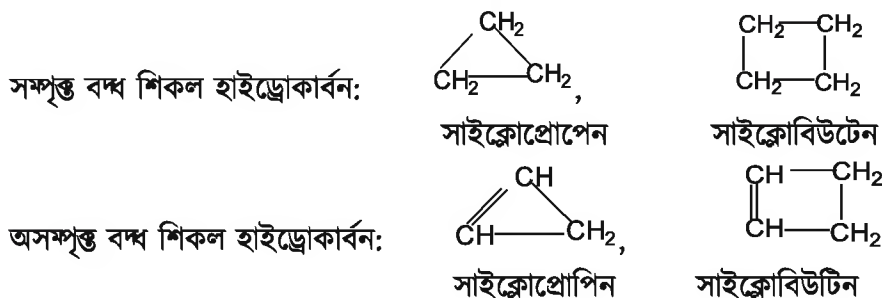 CH₂ CH₂ CH₂
সম্পৃক্ত বদ্ধ শিকল হাইড্রোকার্বন: CH₂ CH₂, CH₂ CH₂
সাইক্লোপ্রোপেন সাইক্লোবিউটেন
CH CH CH₂
অসম্পৃক্ত বদ্ধ শিকল হাইড্রোকার্বন: CH CH₂, CH CH₂
সাইক্লোপ্রোপিন সাইক্লোবিউটিন